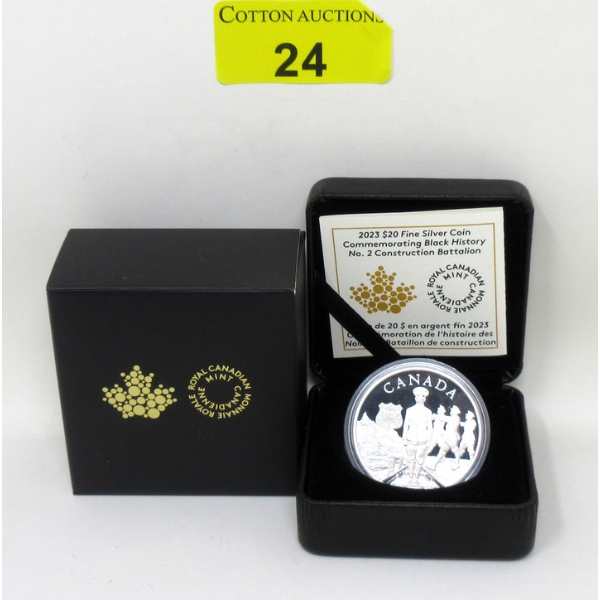 COTTON AUCTIONS
24
2023 $20 Fine Silver Coin
Commemorating Black History
No. 2 Construction Battalion
ROYAL CANADIAN MINT
MONNAIE ROYALE CANADIENNE
de 20 $ en argent fin 2023
de l'histoire des
Bataillon de construction
CANADA
ROYAL CANADIAN MINT
MONNAIE ROYALE CANADIENNE